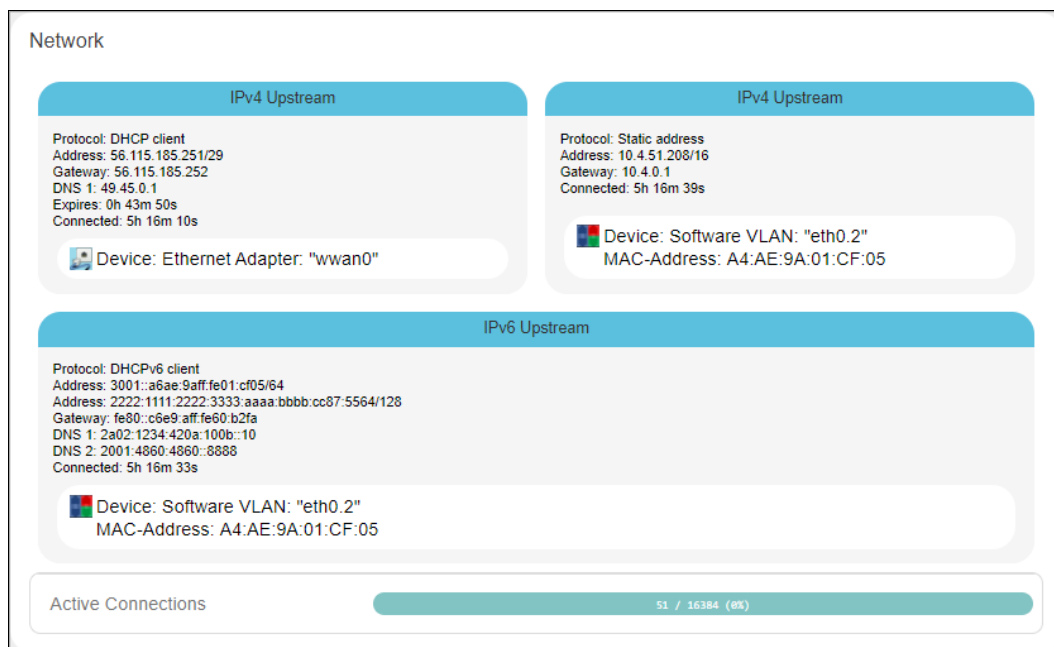 Network
IPv4 Upstream
Protocol: DHCP client
Address: 56.115.185.251/29
Gateway: 56.115.185.252
DNS 1: 49.45.0.1
Expires: 0h 43m 50s
Connected: 5h 16m 10s
Device: Ethernet Adapter: "wwan0"
IPv4 Upstream
Protocol: Static address
Address: 10.4.51.208/16
Gateway: 10.4.0.1
Connected: 5h 16m 39s
Device: Software VLAN: "eth0.2"
MAC-Address: A4:AE:9A:01:CF:05
IPv6 Upstream
Protocol: DHCPv6 client
Address: 3001::a6ae:9aff:fe01:cf05/64
Address: 2222:1111:2222:3333:aaaa:bbbb:cc87:5564/128
Gateway: fe80::c6e9:aff:fe60:b2fa
DNS 1: 2a02:1234:420a:100b::10
DNS 2: 2001:4860:4860::8888
Connected: 5h 16m 33s
Device: Software VLAN: "eth0.2"
MAC-Address: A4:AE:9A:01:CF:05
Active Connections
51 / 16384 (0%)